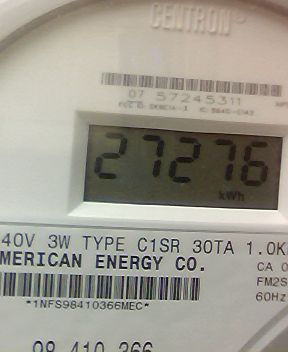 CENTRON®
07 57245311
27276
kWh
40V 3W TYPE C1SR 30TA 1.0K
MERICAN ENERGY CO.
CA 0
FM2S
60Hz
*1NFS98410366MEC*
98 410 366